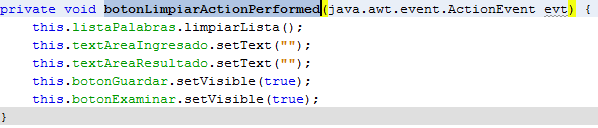 private void botonLimpiarActionPerformed(java.awt.event.ActionEvent evt) {
this.listaPalabras.limpiarLista();
this.textAreaIngresado.setText("");
this.textAreaResultado.setText("");
this.botonGuardar.setVisible(true);
this.botonExaminar.setVisible(true);
}